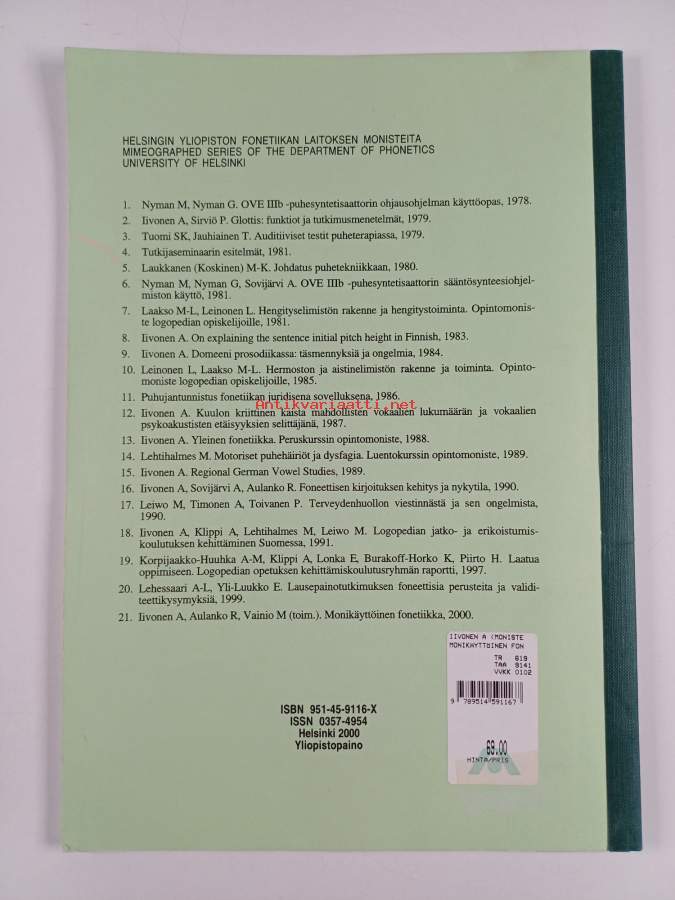 HELSINGIN YLIOPISTON FONETIIKAN LAITOKSEN MONISTEITA
MIMEOGRAPHED SERIES OF THE DEPARTMENT OF PHONETICS
UNIVERSITY OF HELSINKI
1. Nyman M, Nyman G. OVE IIIb -puhesyntetisaattorin ohjausohjelman käyttöopas, 1978.
2. Iivonen A, Sirviö P. Glottis: funktiot ja tutkimusmenetelmät, 1979.
3. Tuomi SK, Jauhiainen T. Auditiiviset testit puheterapiassa, 1979.
4. Tutkijaseminaarin esitelmät, 1981.
5. Laukkanen (Koskinen) M-K. Johdatus puhetekniikkaan, 1980.
6. Nyman M, Nyman G, Sovijärvi A. OVE IIIb -puhesyntetisaattorin sääntösynteesiohjel-
miston käyttö, 1981.
7. Laakso M-L, Leinonen L. Hengityselimistön rakenne ja hengitystoiminta. Opintomonis-
te logopedian opiskelijoille, 1981.
8. Iivonen A. On explaining the sentence initial pitch height in Finnish, 1983.
9. Iivonen A. Domeeni prosodiikassa: täsmennyksiä ja ongelmia, 1984.
10. Leinonen L, Laakso M-L. Hermoston ja aistinelimistön rakenne ja toiminta. Opinto-
moniste logopedian opiskelijoille, 1985.
11. Puhujantunnistus fonetiikan juridisena sovelluksena, 1986.
Antikvariaatti.net
12. Iivonen A. Kuulon kriittinen kaista mahdollisten vokaalien lukumäärän ja vokaalien
psykoakustisten etäisyyksien selittäjänä, 1987.
13. Iivonen A. Yleinen fonetiikka. Peruskurssin opintomoniste, 1988.
14. Lehtihalmes M. Motoriset puhehäiriöt ja dysfagia. Luentokurssin opintomoniste, 1989.
15. Iivonen A. Regional German Vowel Studies, 1989.
16. Iivonen A, Sovijärvi A, Aulanko R. Foneettisen kirjoituksen kehitys ja nykytila, 1990.
17. Leiwo M, Timonen A, Toivanen P. Terveydenhuollon viestinnästä ja sen ongelmista,
1990.
18. Iivonen A, Klippi A, Lehtihalmes M, Leiwo M. Logopedian jatko- ja erikoistumis-
koulutuksen kehittäminen Suomessa, 1991.
19. Korpijaakko-Huuhka A-M, Klippi A, Lonka E, Burakoff-Horko K, Piirto H. Laatua
oppimiseen. Logopedian opetuksen kehittämiskoulutusryhmän raportti, 1997.
20. Lehessaari A-L, Yli-Luukko E. Lausepainotutkimuksen foneettisia perusteita ja validi-
teettikysymyksiä, 1999.
21. Iivonen A, Aulanko R, Vainio M (toim.). Monikäyttöinen fonetiikka, 2000.
IIVONEN A (MONISTE
MONIKÄYTTÖINEN FON
TR 619
TAA 9141
VVKK 0102
9 789514 591167
69.00
HINTA/PRIS
ISBN 951-45-9116-X
ISSN 0357-4954
Helsinki 2000
Yliopistopaino